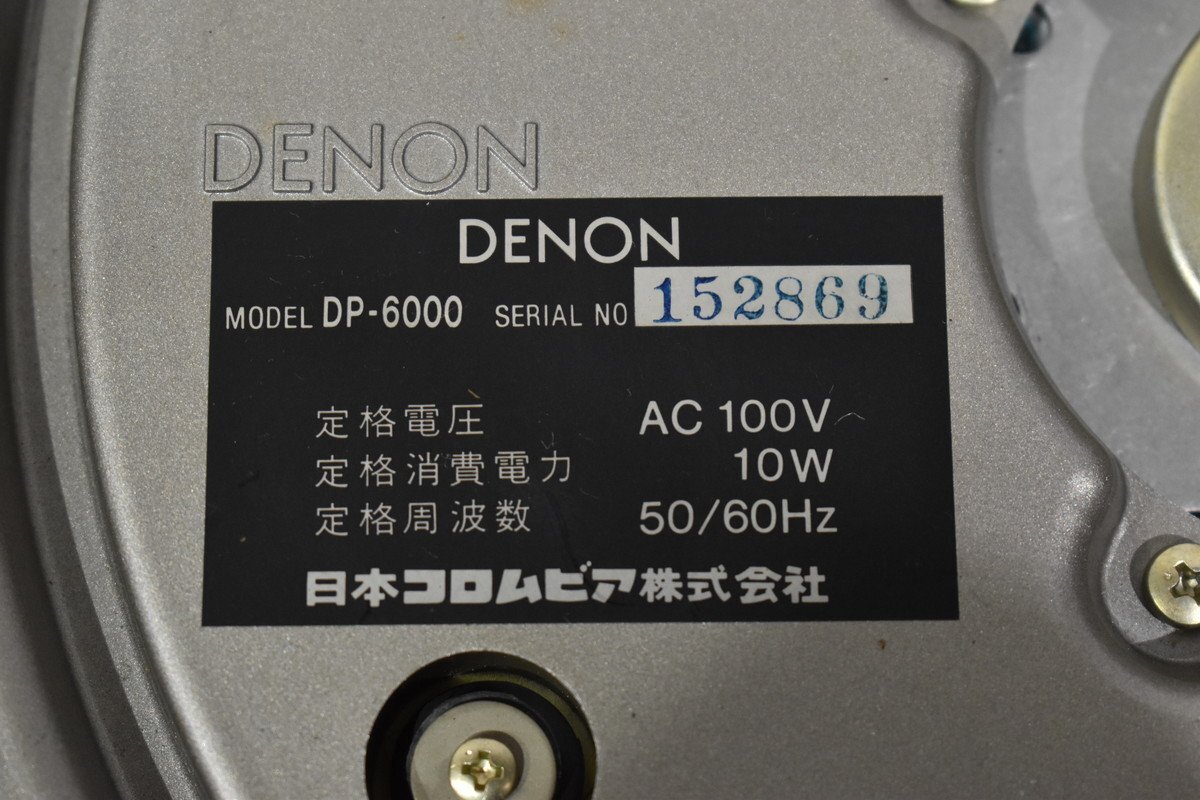 DENON
DENON
MODEL DP-6000 SERIAL NO 152869
定格電圧 AC 100V
定格消費電力 10W
定格周波数 50/60Hz
日本コロムビア株式会社